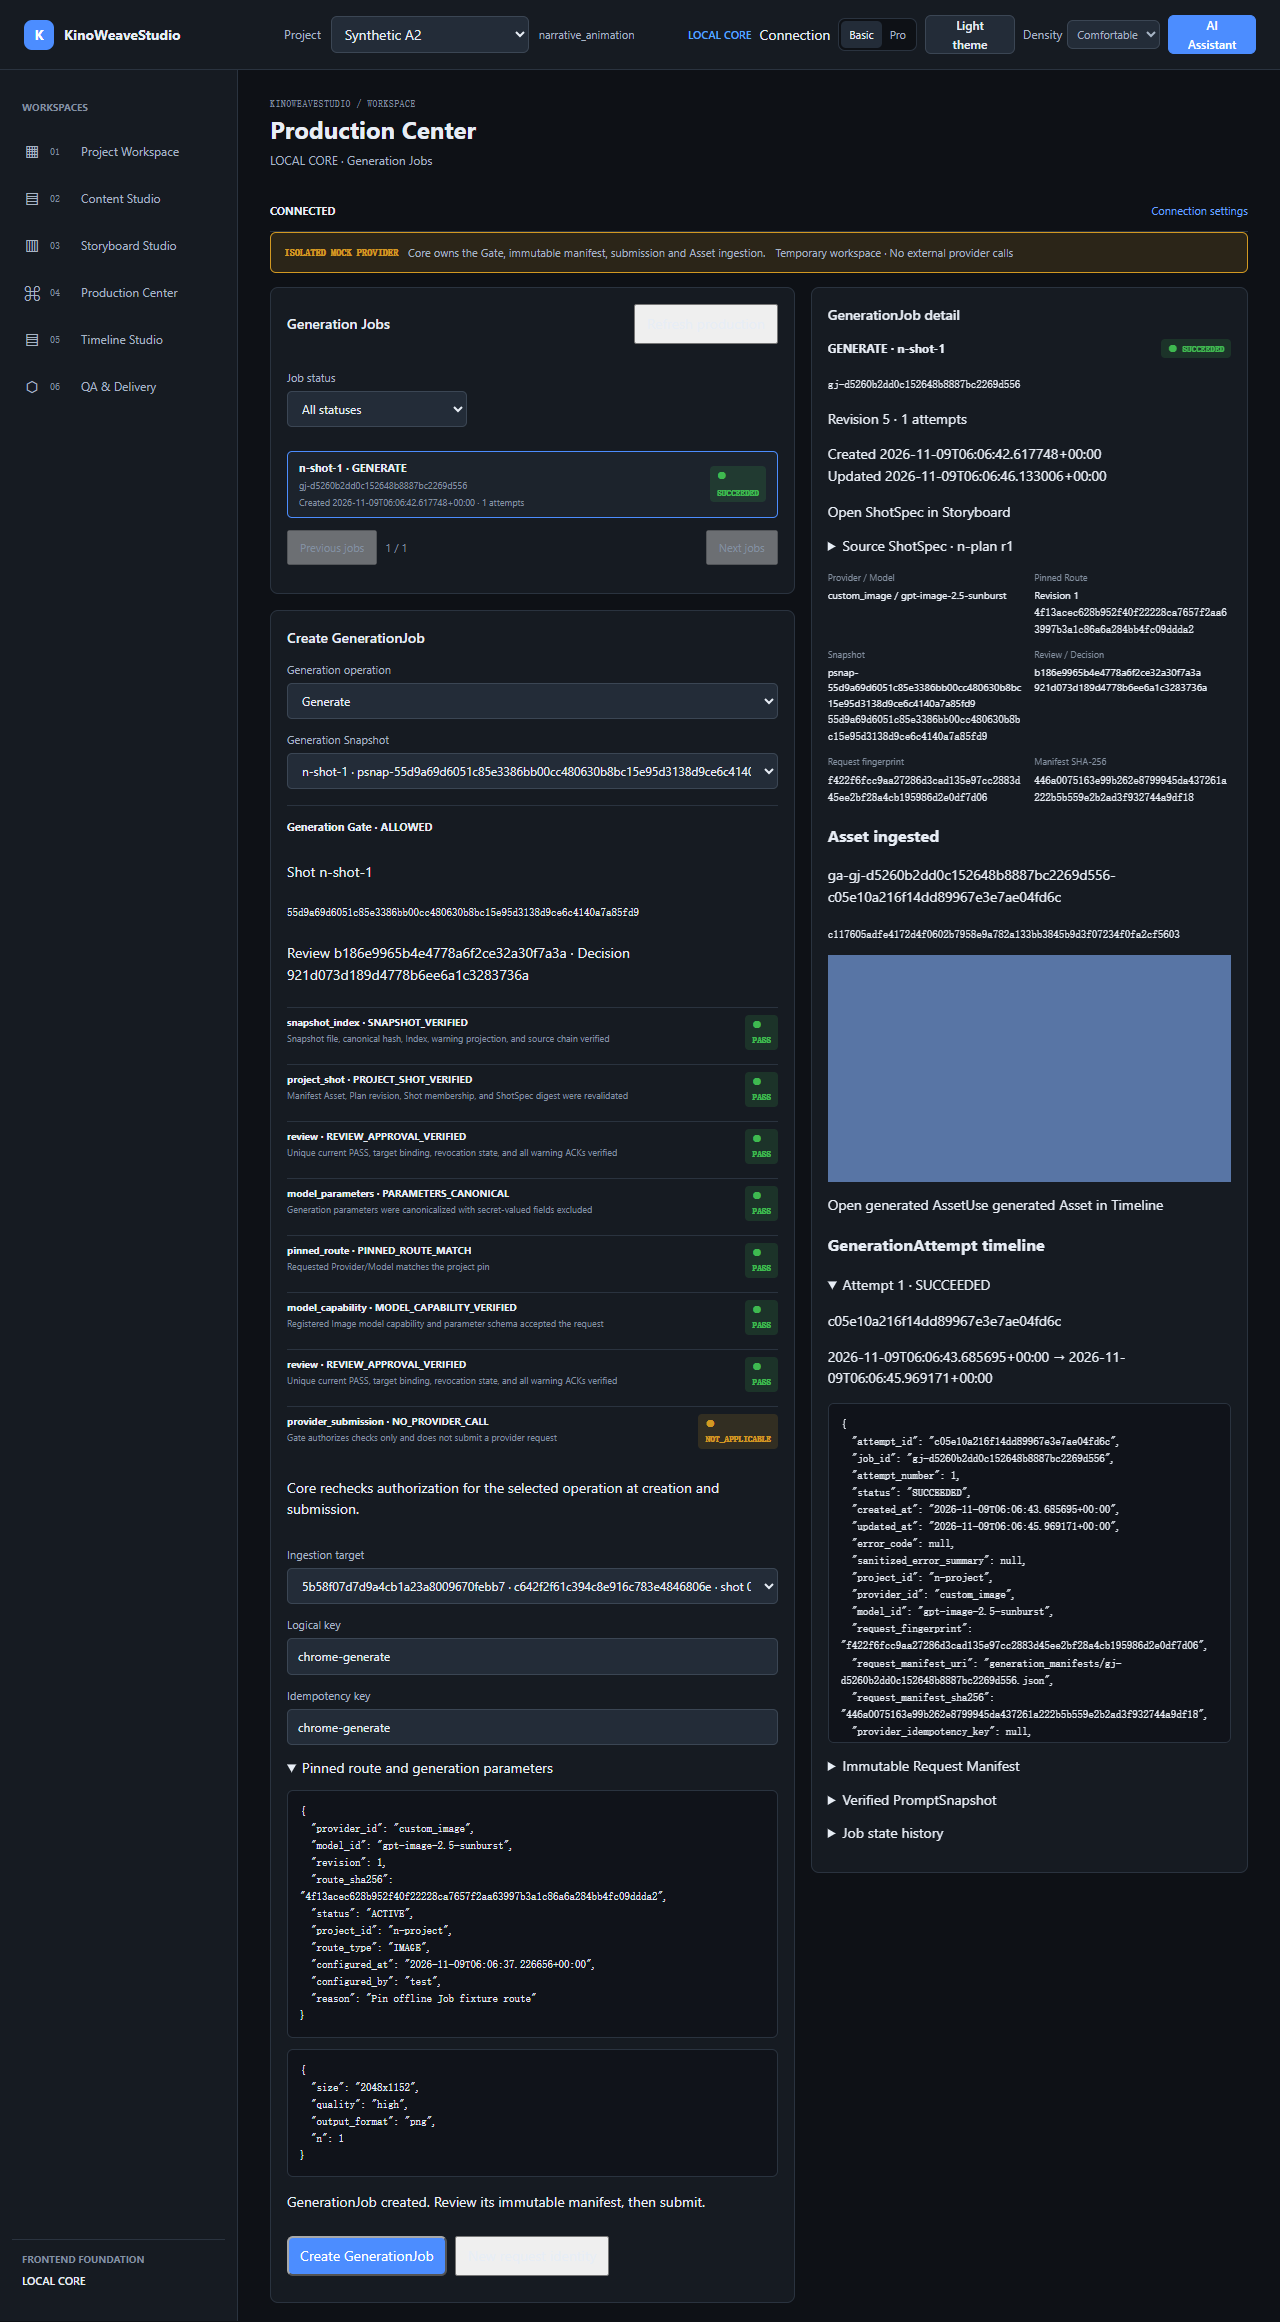 K KinoWeaveStudio
Project Synthetic A2 narrative_animation LOCAL CORE Connection Basic Pro Light theme Density Comfortable AI Assistant
WORKSPACES
01 Project Workspace
02 Content Studio
03 Storyboard Studio
04 Production Center
05 Timeline Studio
06 QA & Delivery
FRONTEND FOUNDATION
LOCAL CORE
KINOWEAVESTUDIO / WORKSPACE
Production Center
LOCAL CORE · Generation Jobs
CONNECTED
Connection settings
ISOLATED MOCK PROVIDER Core owns the Gate, immutable manifest, submission and Asset ingestion. Temporary workspace · No external provider calls
Generation Jobs
Job status
All statuses
n-shot-1 · GENERATE
gj-d5260b2dd0c152648b8887bc2269d556
Created 2026-11-09T06:06:42.617748+00:00 · 1 attempts
SUCCEEDED
Previous jobs 1 / 1 Next jobs
Create GenerationJob
Generation operation
Generate
Generation Snapshot
n-shot-1 · psnap-55d9a69d6051c85e3386bb00cc480630b8bc15e95d3138d9ce6c4140
Generation Gate · ALLOWED
Shot n-shot-1
55d9a69d6051c85e3386bb00cc480630b8bc15e95d3138d9ce6c4140a7a85fd9
Review b186e9965b4e4778a6f2ce32a30f7a3a · Decision
921d073d189d4778b6ee6a1c3283736a
snapshot_index · SNAPSHOT_VERIFIED
Snapshot file, canonical hash, Index, warning projection, and source chain verified
PASS
project_shot · PROJECT_SHOT_VERIFIED
Manifest Asset, Plan revision, Shot membership, and ShotSpec digest were revalidated
PASS
review · REVIEW_APPROVAL_VERIFIED
Unique current PASS, target binding, revocation state, and all warning ACKs verified
PASS
model_parameters · PARAMETERS_CANONICAL
Generation parameters were canonicalized with secret-valued fields excluded
PASS
pinned_route · PINNED_ROUTE_MATCH
Requested Provider/Model matches the project pin
PASS
model_capability · MODEL_CAPABILITY_VERIFIED
Registered Image model capability and parameter schema accepted the request
PASS
review · REVIEW_APPROVAL_VERIFIED
Unique current PASS, target binding, revocation state, and all warning ACKs verified
PASS
provider_submission · NO_PROVIDER_CALL
Gate authorizes checks only and does not submit a provider request
NOT_APPLICABLE
Core rechecks authorization for the selected operation at creation and
submission.
Ingestion target
5b58f07d7d9a4cb1a23a8009670febb7 · c642f2f61c394c8e916c783e4846806e · shot 0
Logical key
chrome-generate
Idempotency key
chrome-generate
▼ Pinned route and generation parameters
{
"provider_id": "custom_image",
"model_id": "gpt-image-2.5-sunburst",
"revision": 1,
"route_sha256":
"4f13acec628b952f40f22228ca7657f2aa63997b3a1c86a6a284bb4fc09ddda2",
"status": "ACTIVE",
"project_id": "n-project",
"route_type": "IMAGE",
"configured_at": "2026-11-09T06:06:37.226656+00:00",
"configured_by": "test",
"reason": "Pin offline Job fixture route"
}
{
"size": "2048x1152",
"quality": "high",
"output_format": "png",
"n": 1
}
GenerationJob created. Review its immutable manifest, then submit.
Create GenerationJob
GenerationJob detail
GENERATE · n-shot-1 SUCCEEDED
gj-d5260b2dd0c152648b8887bc2269d556
Revision 5 · 1 attempts
Created 2026-11-09T06:06:42.617748+00:00
Updated 2026-11-09T06:06:46.133006+00:00
Open ShotSpec in Storyboard
▶ Source ShotSpec · n-plan r1
Provider / Model
custom_image / gpt-image-2.5-sunburst
Pinned Route
Revision 1
4f13acec628b952f40f22228ca7657f2aa6
3997b3a1c86a6a284bb4fc09ddda2
Snapshot
psnap-
55d9a69d6051c85e3386bb00cc480630b8bc
15e95d3138d9ce6c4140a7a85fd9
55d9a69d6051c85e3386bb00cc480630b8b
c15e95d3138d9ce6c4140a7a85fd9
Review / Decision
b186e9965b4e4778a6f2ce32a30f7a3a
921d073d189d4778b6ee6a1c3283736a
Request fingerprint
f422f6fcc9aa27286d3cad135e97cc2883d
45ee2bf28a4cb195986d2e0df7d06
Manifest SHA-256
446a0075163e99b262e8799945da437261a
222b5b559e2b2ad3f932744a9df18
Asset ingested
ga-gj-d5260b2dd0c152648b8887bc2269d556-
c05e10a216f14dd89967e3e7ae04fd6c
c117605adfe4172d4f0602b7958e9a782a133bb3845b9d3f07234f0fa2cf5603
Open generated AssetUse generated Asset in Timeline
GenerationAttempt timeline
▼ Attempt 1 · SUCCEEDED
c05e10a216f14dd89967e3e7ae04fd6c
2026-11-09T06:06:43.685695+00:00 → 2026-11-
09T06:06:45.969171+00:00
{
"attempt_id": "c05e10a216f14dd89967e3e7ae04fd6c",
"job_id": "gj-d5260b2dd0c152648b8887bc2269d556",
"attempt_number": 1,
"status": "SUCCEEDED",
"created_at": "2026-11-09T06:06:43.685695+00:00",
"updated_at": "2026-11-09T06:06:45.969171+00:00",
"error_code": null,
"sanitized_error_summary": null,
"project_id": "n-project",
"provider_id": "custom_image",
"model_id": "gpt-image-2.5-sunburst",
"request_fingerprint":
"f422f6fcc9aa27286d3cad135e97cc2883d45ee2bf28a4cb195986d2e0df7d06",
"request_manifest_uri": "generation_manifests/gj-
d5260b2dd0c152648b8887bc2269d556.json",
"request_manifest_sha256":
"446a0075163e99b262e8799945da437261a222b5b559e2b2ad3f932744a9df18",
"provider_idempotency_key": null,
▶ Immutable Request Manifest
▶ Verified PromptSnapshot
▶ Job state history